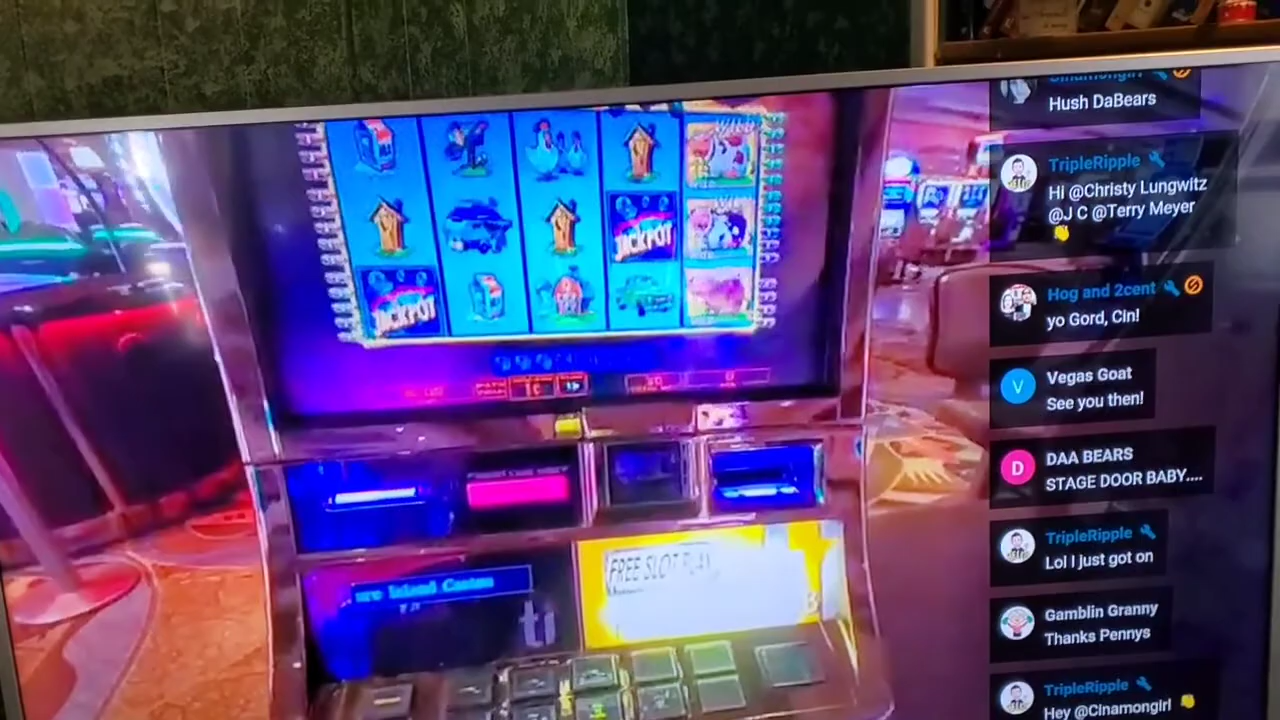 JACKPOT
JACKPOT
1¢
FREE SLOT PLAY
Cinamongirl
Hush DaBears
TripleRipple
Hi @Christy Lungwitz
@J C @Terry Meyer
Hog and 2cent
yo Gord, Cin!
V
Vegas Goat
See you then!
D
DAA BEARS
STAGE DOOR BABY....
TripleRipple
Lol I just got on
Gamblin Granny
Thanks Pennys
TripleRipple
Hey @Cinamongirl